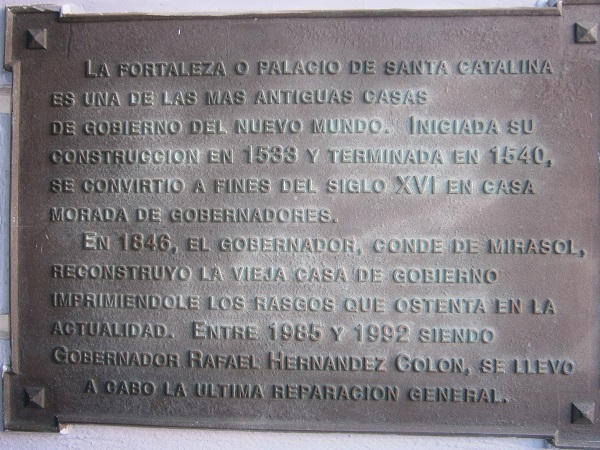 LA FORTALEZA O PALACIO DE SANTA CATALINA
ES UNA DE LAS MAS ANTIGUAS CASAS
DE GOBIERNO DEL NUEVO MUNDO. INICIADA SU
CONSTRUCCION EN 1533 Y TERMINADA EN 1540,
SE CONVIRTIO A FINES DEL SIGLO XVI EN CASA
MORADA DE GOBERNADORES.
EN 1846, EL GOBERNADOR, CONDE DE MIRASOL,
RECONSTRUYO LA VIEJA CASA DE GOBIERNO
IMPRIMIENDOLE LOS RASGOS QUE OSTENTA EN LA
ACTUALIDAD. ENTRE 1985 Y 1992 SIENDO
GOBERNADOR RAFAEL HERNANDEZ COLON, SE LLEVO
A CABO LA ULTIMA REPARACION GENERAL.